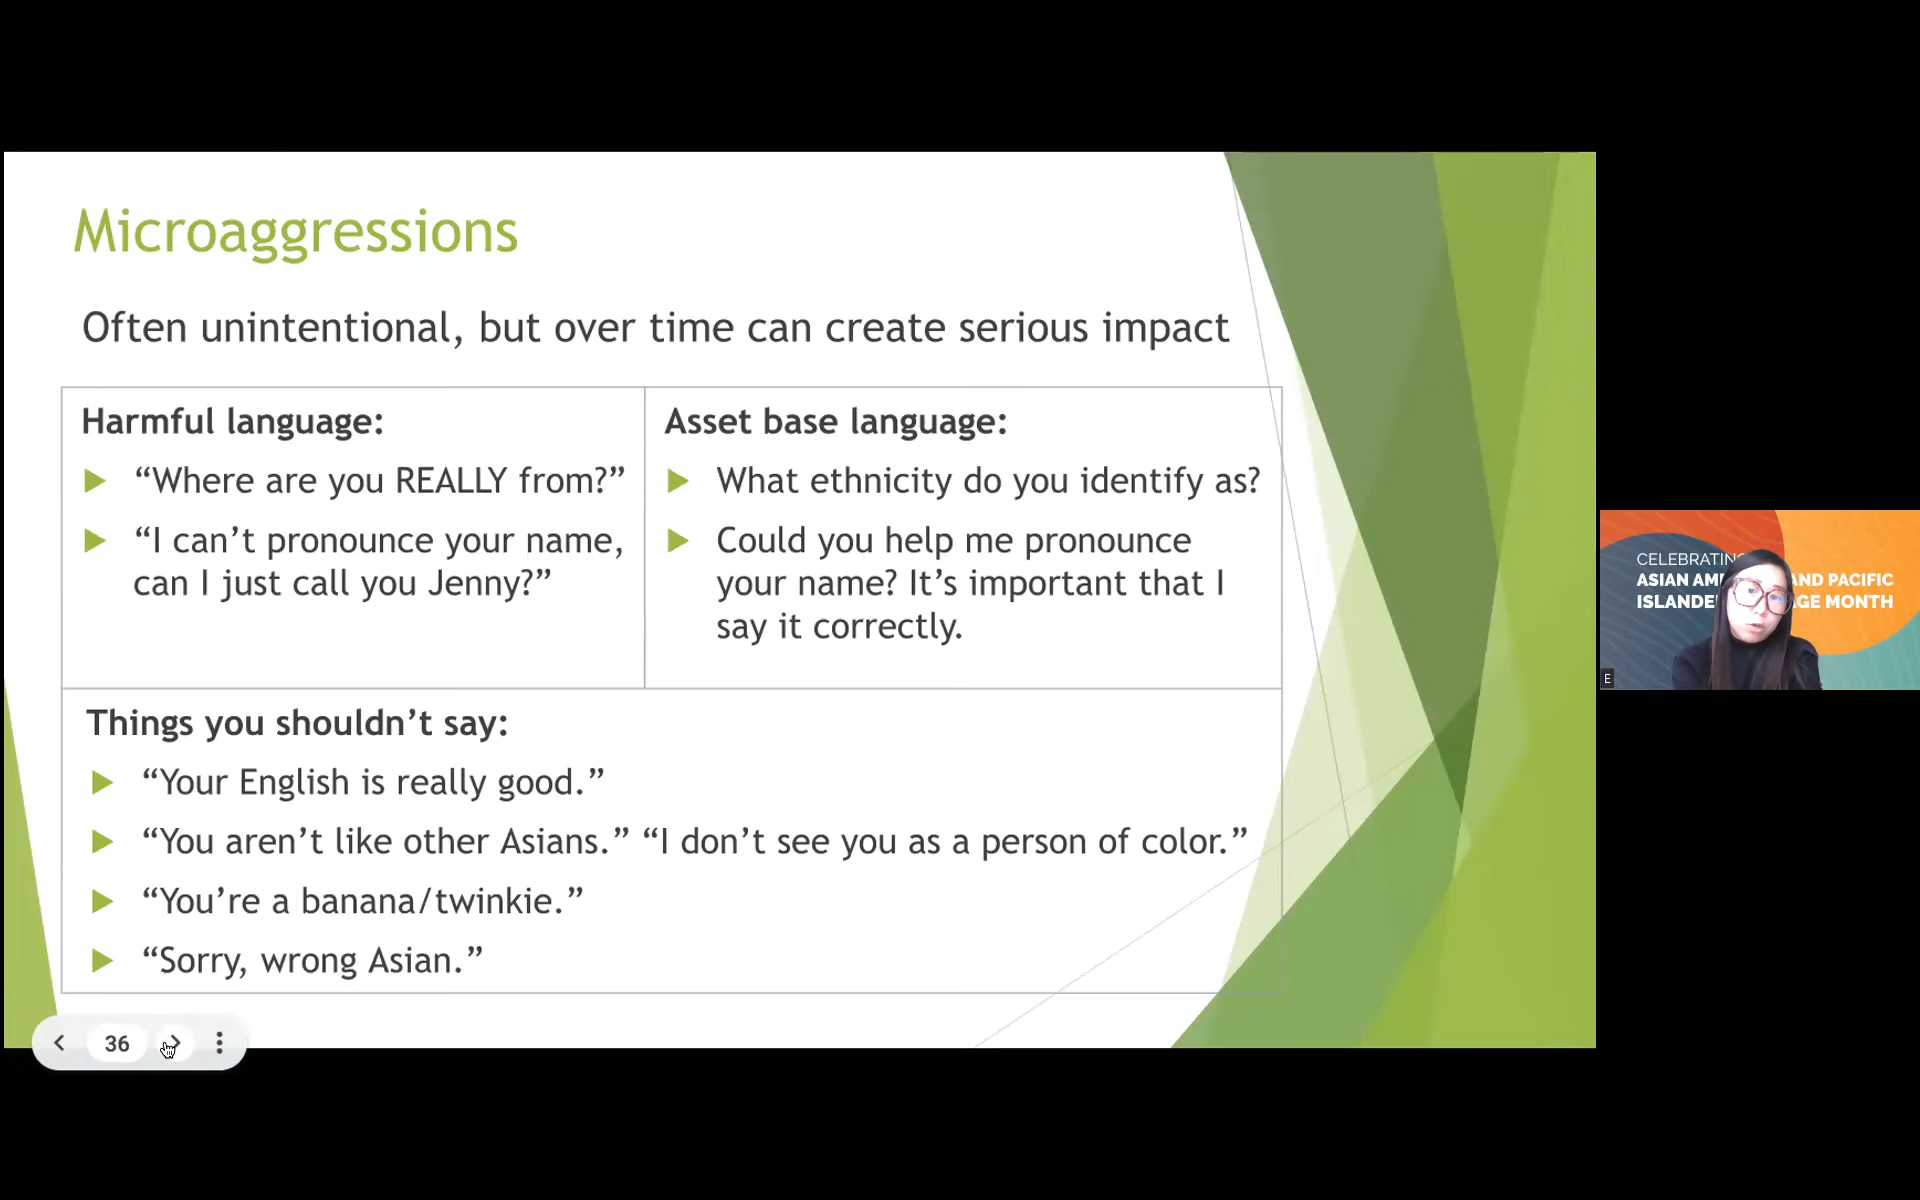 Microaggressions
Often unintentional, but over time can create serious impact
Harmful language:
“Where are you REALLY from?”
“I can’t pronounce your name,
can I just call you Jenny?”
Asset base language:
What ethnicity do you identify as?
Could you help me pronounce
your name? It’s important that I
say it correctly.
Things you shouldn’t say:
“Your English is really good.”
“You aren’t like other Asians.” “I don’t see you as a person of color.”
“You’re a banana/twinkie.”
“Sorry, wrong Asian.”
36
CELEBRATING
ASIAN AM AND PACIFIC
ISLANDE GE MONTH
E